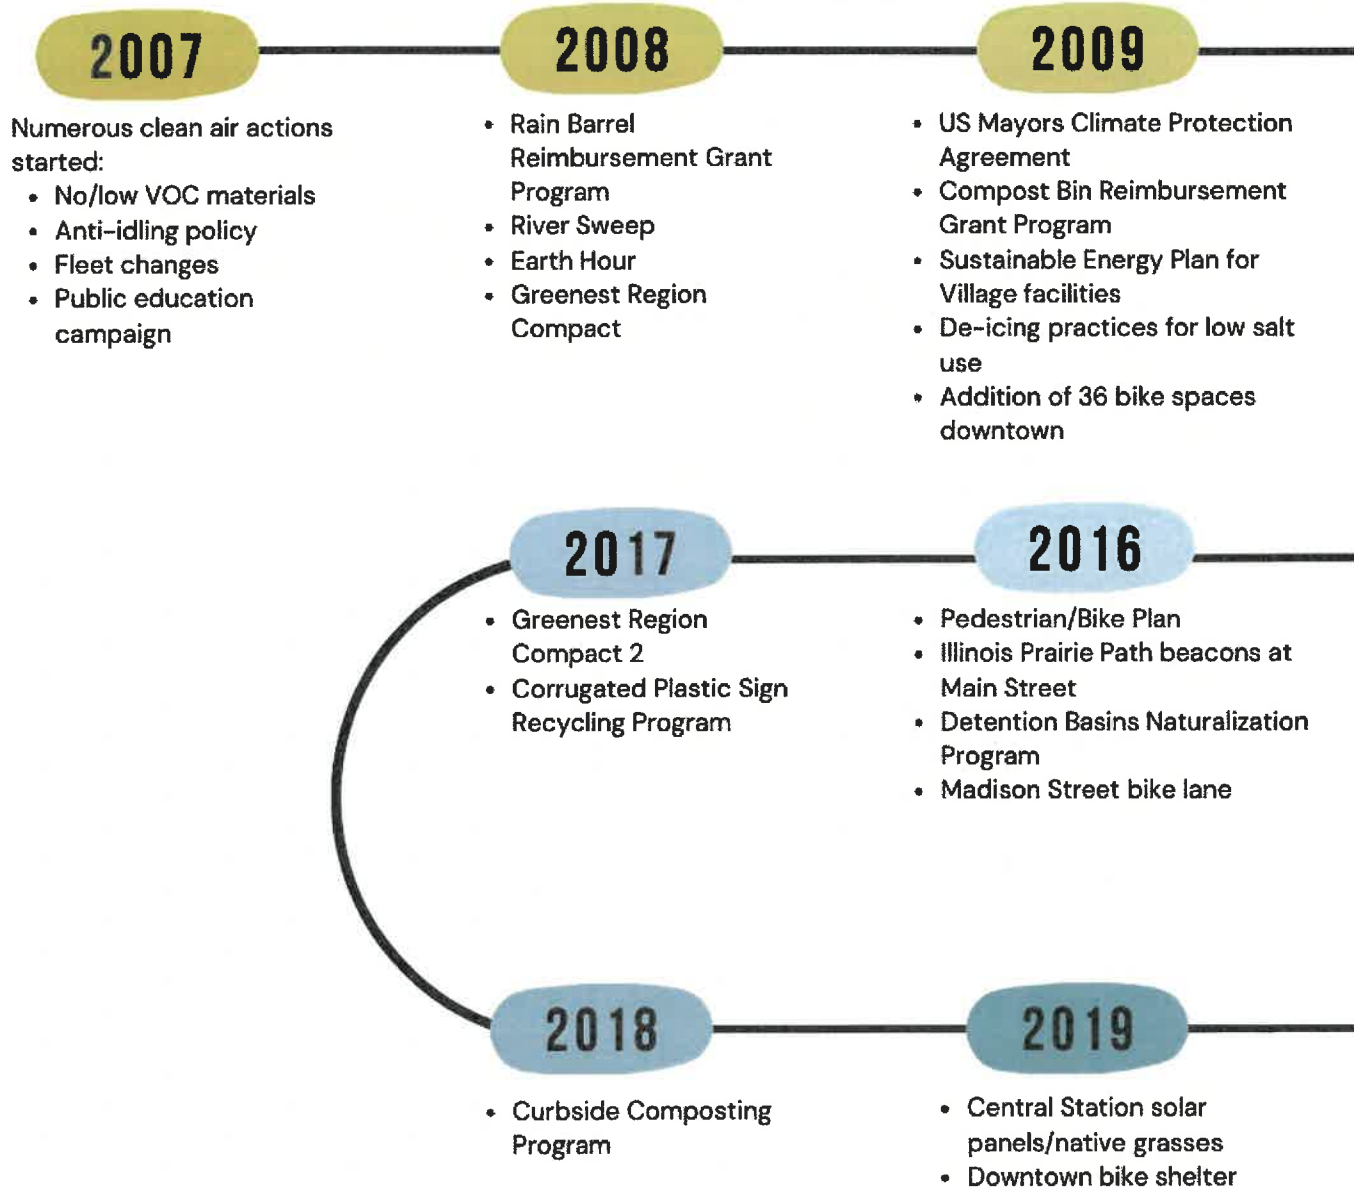 2007
Numerous clean air actions
started:
• No/low VOC materials
• Anti-idling policy
• Fleet changes
• Public education
campaign
2008
• Rain Barrel
Reimbursement Grant
Program
• River Sweep
• Earth Hour
• Greenest Region
Compact
2009
• US Mayors Climate Protection
Agreement
• Compost Bin Reimbursement
Grant Program
• Sustainable Energy Plan for
Village facilities
• De-icing practices for low salt
use
• Addition of 36 bike spaces
downtown
2017
• Greenest Region
Compact 2
• Corrugated Plastic Sign
Recycling Program
2016
• Pedestrian/Bike Plan
• Illinois Prairie Path beacons at
Main Street
• Detention Basins Naturalization
Program
• Madison Street bike lane
2018
• Curbside Composting
Program
2019
• Central Station solar
panels/native grasses
• Downtown bike shelter